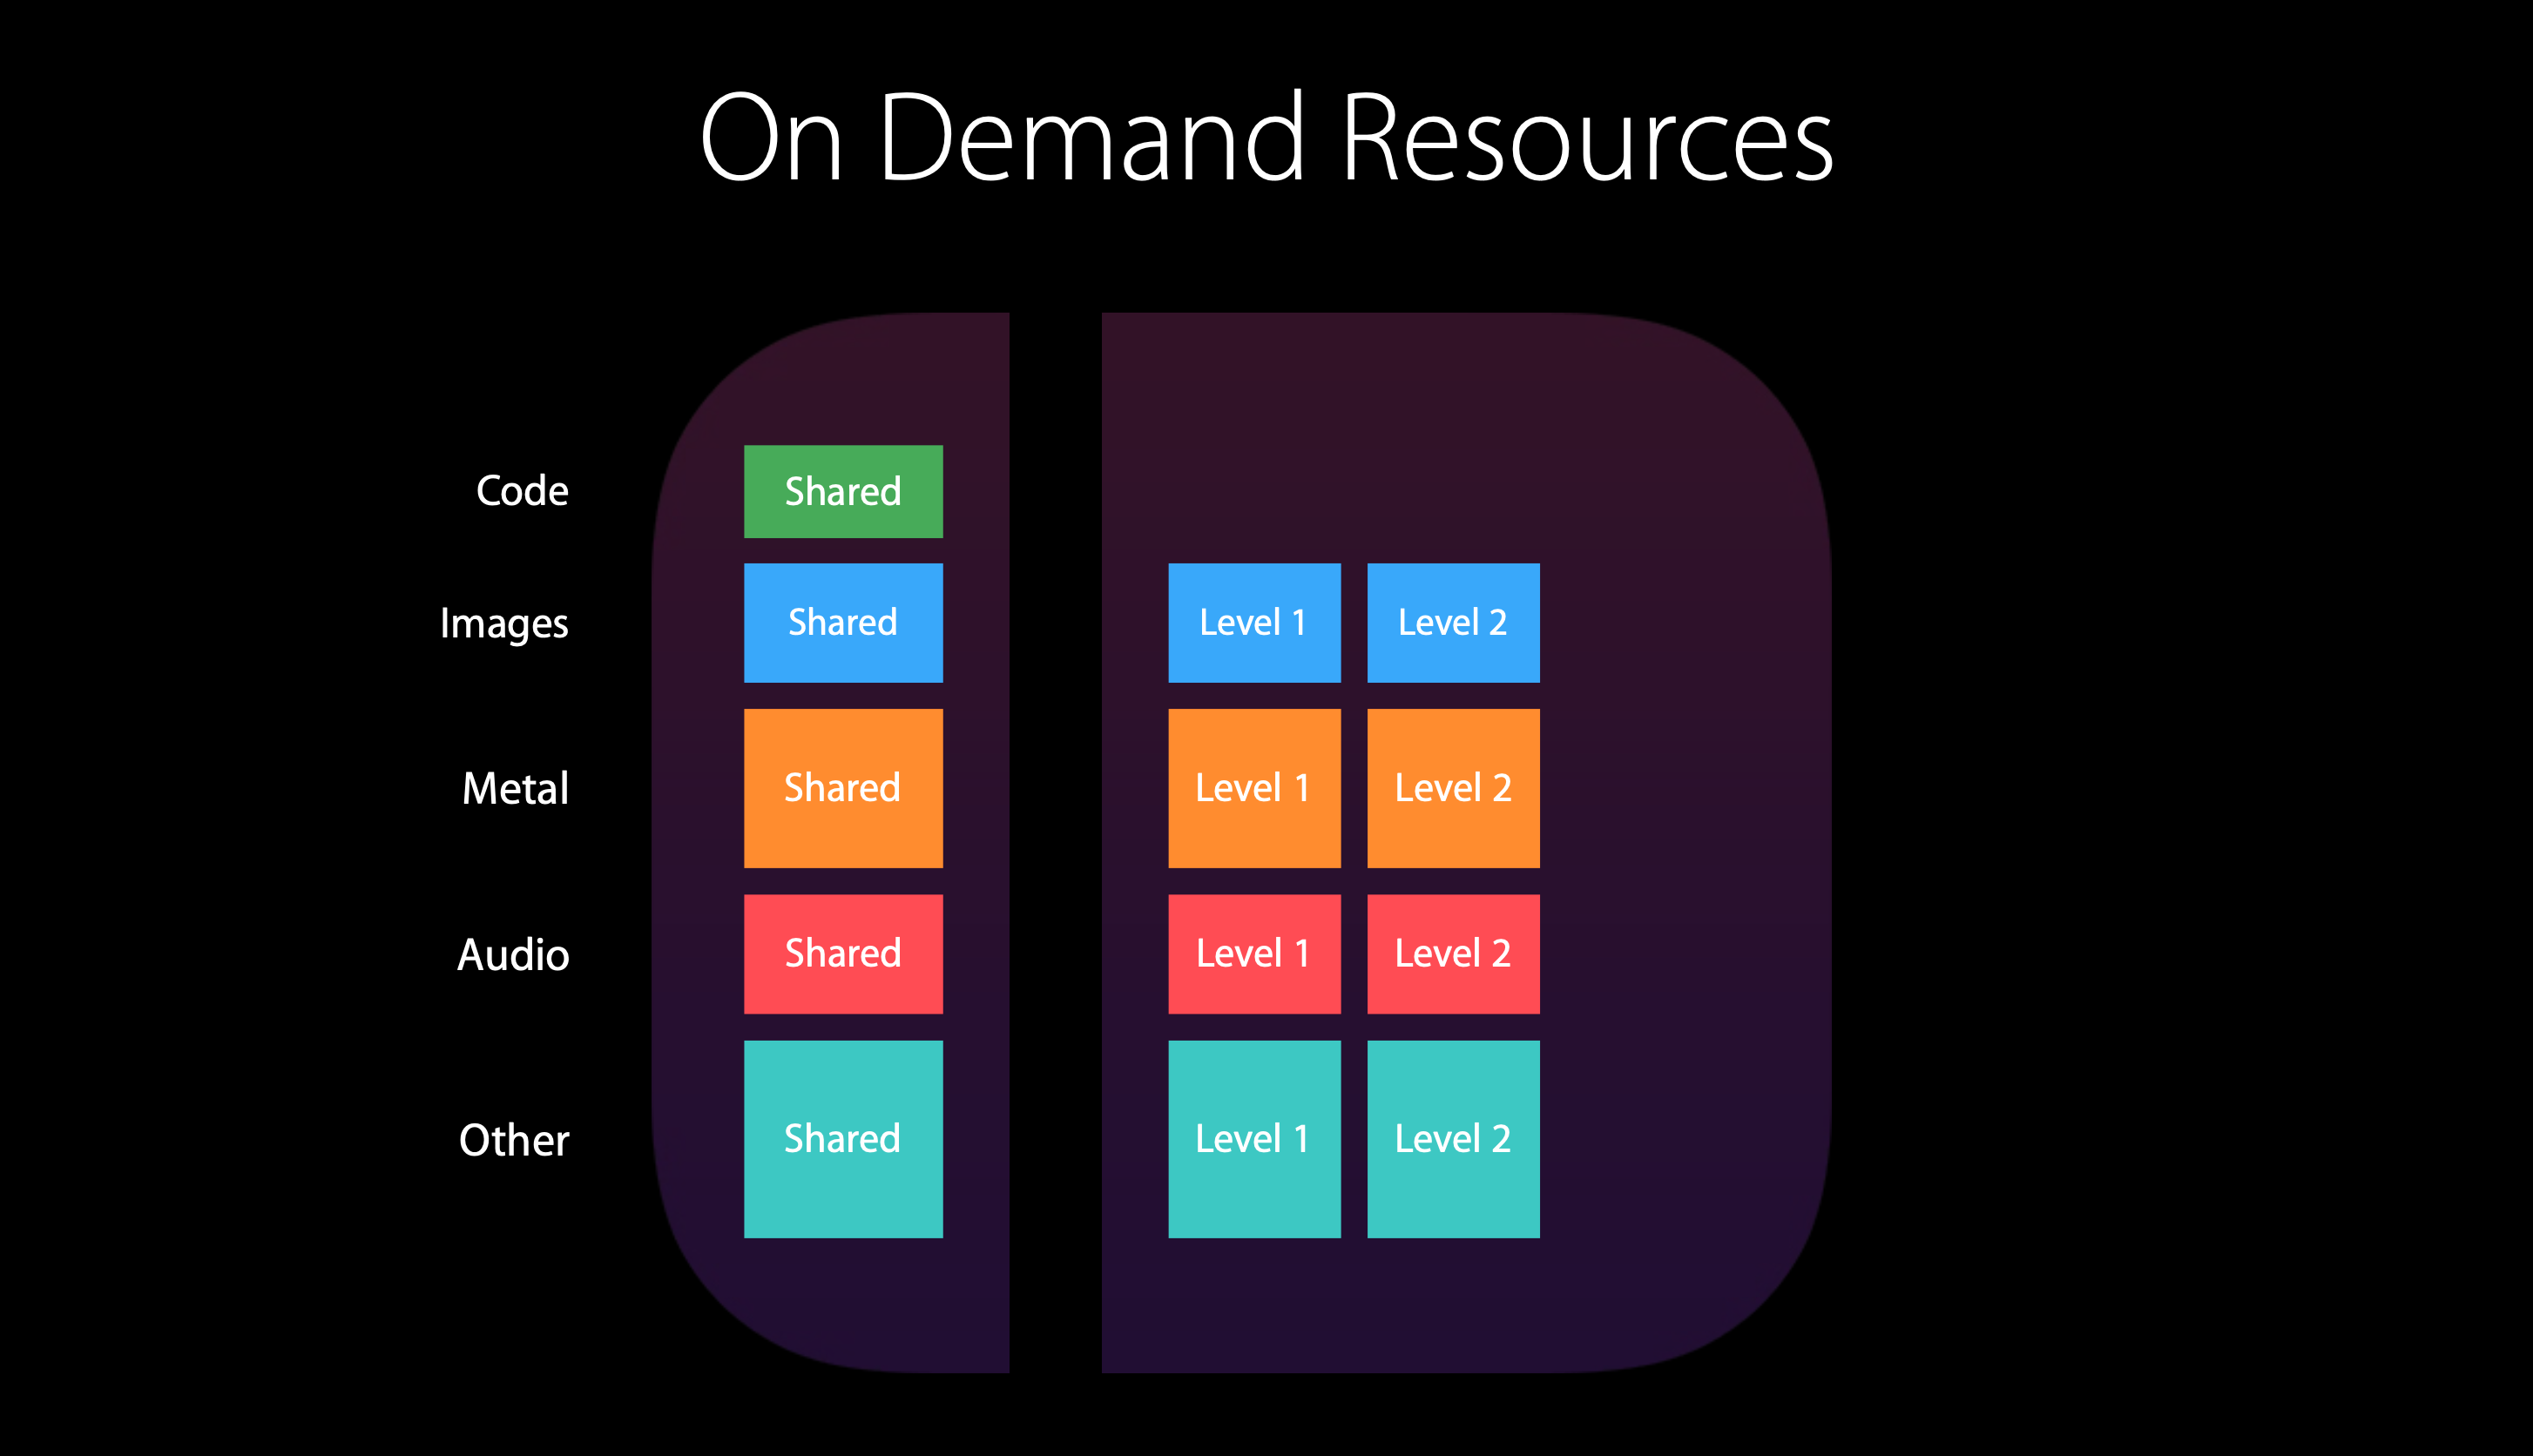 On Demand Resources
Code Shared
Images Shared Level 1 Level 2
Metal Shared Level 1 Level 2
Audio Shared Level 1 Level 2
Other Shared Level 1 Level 2